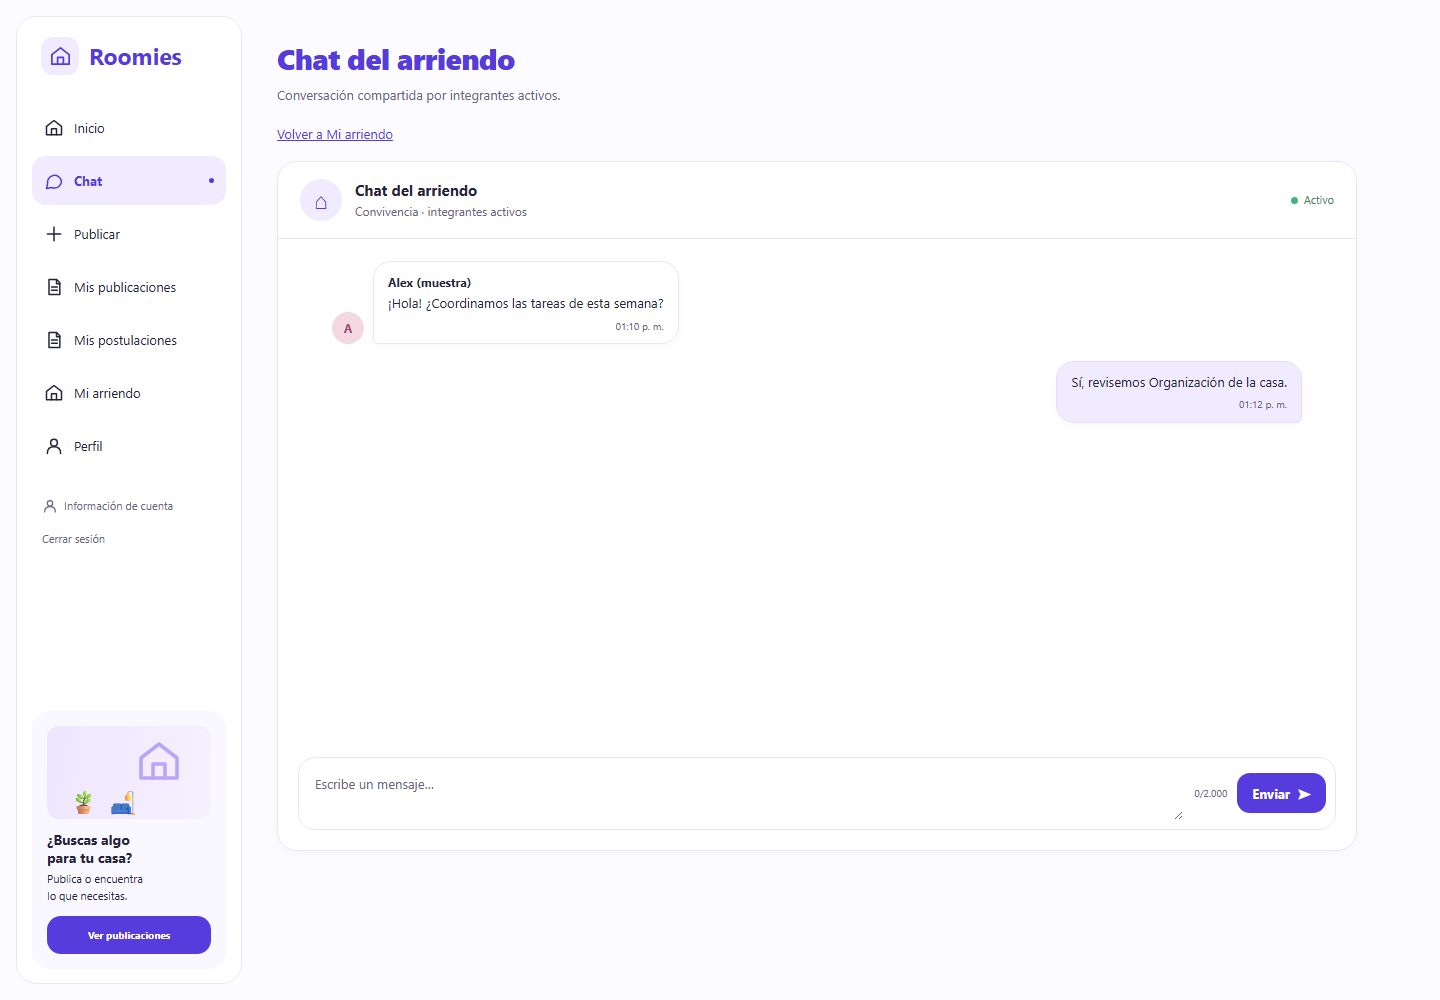 Roomies
Inicio
Chat
Publicar
Mis publicaciones
Mis postulaciones
Mi arriendo
Perfil
Información de cuenta
Cerrar sesión
¿Buscas algo
para tu casa?
Publica o encuentra
lo que necesitas.
Ver publicaciones
Chat del arriendo
Conversación compartida por integrantes activos.
Volver a Mi arriendo
Chat del arriendo
Convivencia · integrantes activos
Activo
Alex (muestra)
¡Hola! ¿Coordinamos las tareas de esta semana?
01:10 p. m.
A
Sí, revisemos Organización de la casa.
01:12 p. m.
Escribe un mensaje...
0/2.000
Enviar